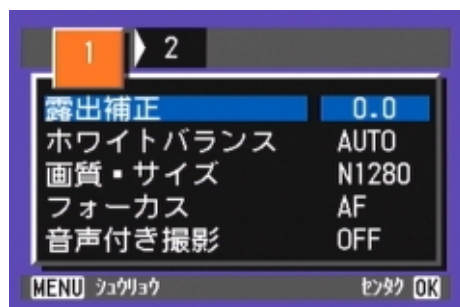 1 2
露出補正 0.0
ホワイトバランス AUTO
画質・サイズ N1280
フォーカス AF
音声付き撮影 OFF
MENU シュウリョウ センタク OK